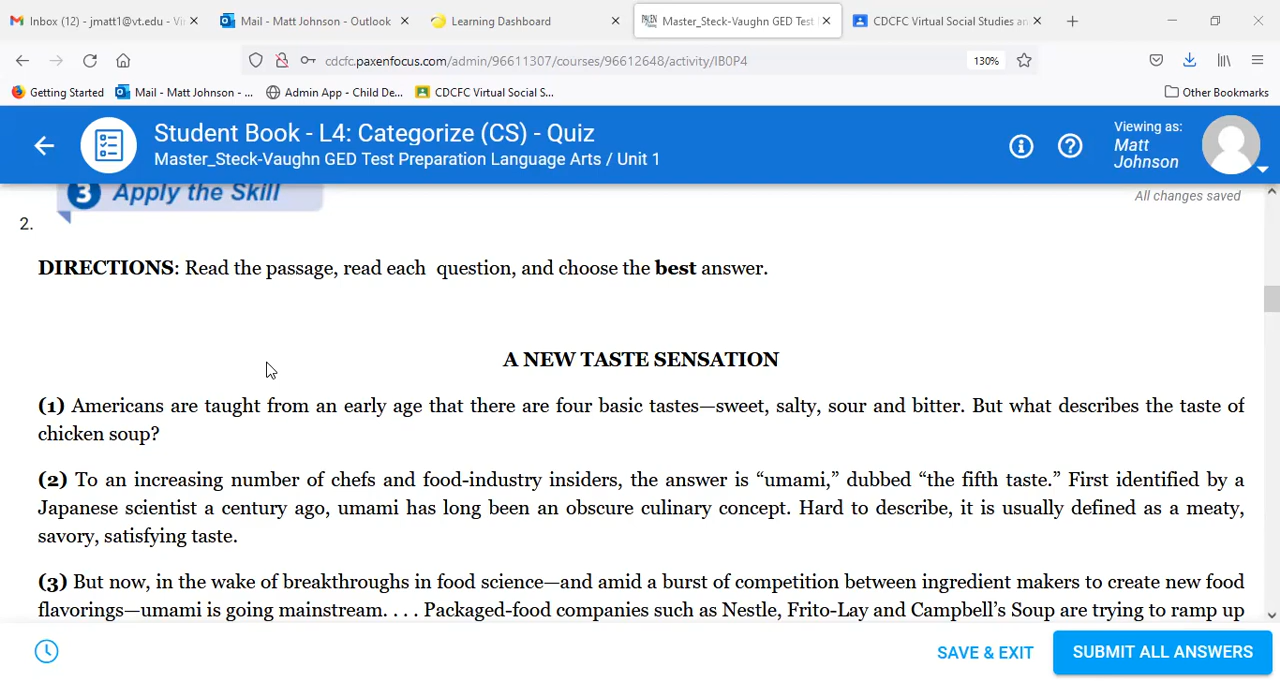 Inbox (12) - jmatt1@vt.edu - Vi
Mail - Matt Johnson - Outlook
Learning Dashboard
PAXEN
Master_Steck-Vaughn GED Test
CDCFC Virtual Social Studies an
cdcfc.paxenfocus.com/admin/96611307/courses/96612648/activity/IB0P4
130%
Getting Started
Mail - Matt Johnson - ...
Admin App - Child De...
CDCFC Virtual Social S...
Other Bookmarks
Student Book - L4: Categorize (CS) - Quiz
Master_Steck-Vaughn GED Test Preparation Language Arts / Unit 1
Viewing as:
Matt
Johnson
3 Apply the Skill
All changes saved
2.
DIRECTIONS: Read the passage, read each question, and choose the best answer.
A NEW TASTE SENSATION
(1) Americans are taught from an early age that there are four basic tastes—sweet, salty, sour and bitter. But what describes the taste of
chicken soup?
(2) To an increasing number of chefs and food-industry insiders, the answer is “umami,” dubbed “the fifth taste.” First identified by a
Japanese scientist a century ago, umami has long been an obscure culinary concept. Hard to describe, it is usually defined as a meaty,
savory, satisfying taste.
(3) But now, in the wake of breakthroughs in food science—and amid a burst of competition between ingredient makers to create new food
flavorings—umami is going mainstream. . . . Packaged-food companies such as Nestle, Frito-Lay and Campbell’s Soup are trying to ramp up
SAVE & EXIT
SUBMIT ALL ANSWERS